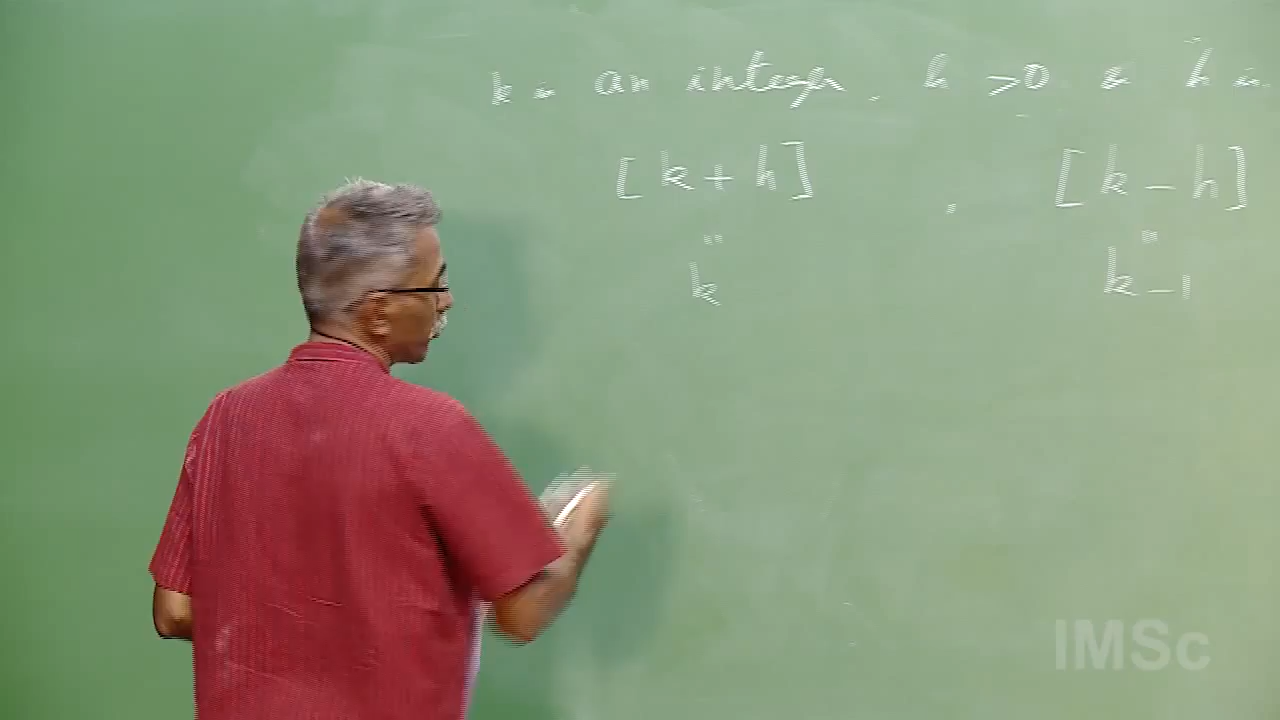 k is an integer. h > 0 & h is
[k + h] [k - h]
" "
k k - 1
IMSc